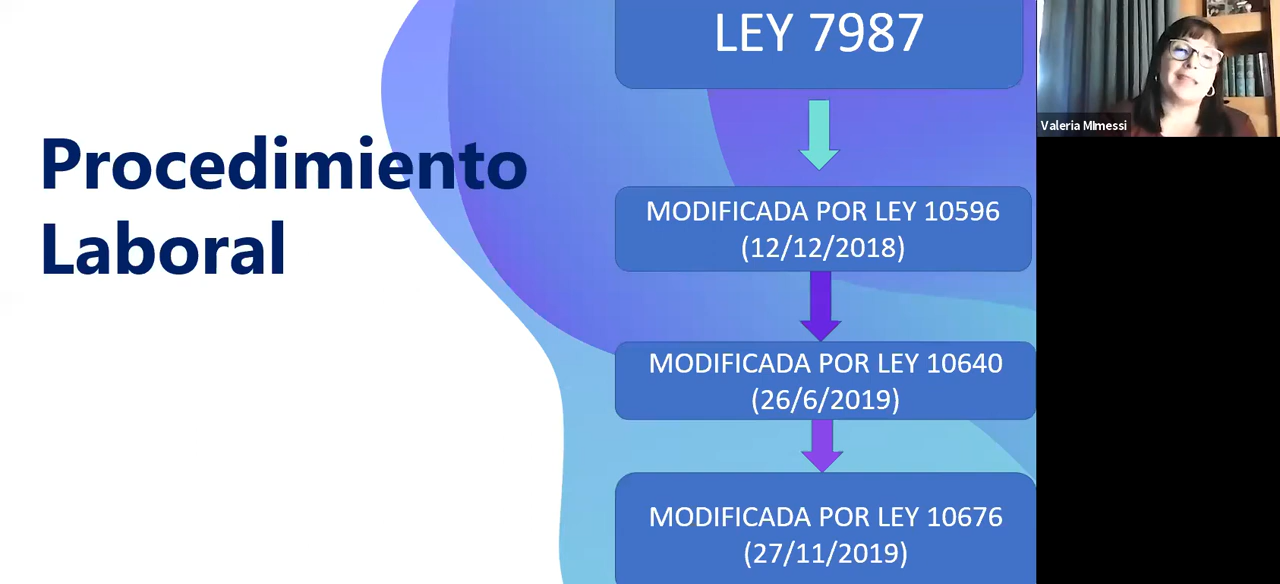 Procedimiento
Laboral
LEY 7987
MODIFICADA POR LEY 10596
(12/12/2018)
MODIFICADA POR LEY 10640
(26/6/2019)
MODIFICADA POR LEY 10676
(27/11/2019)
Valeria MImessi